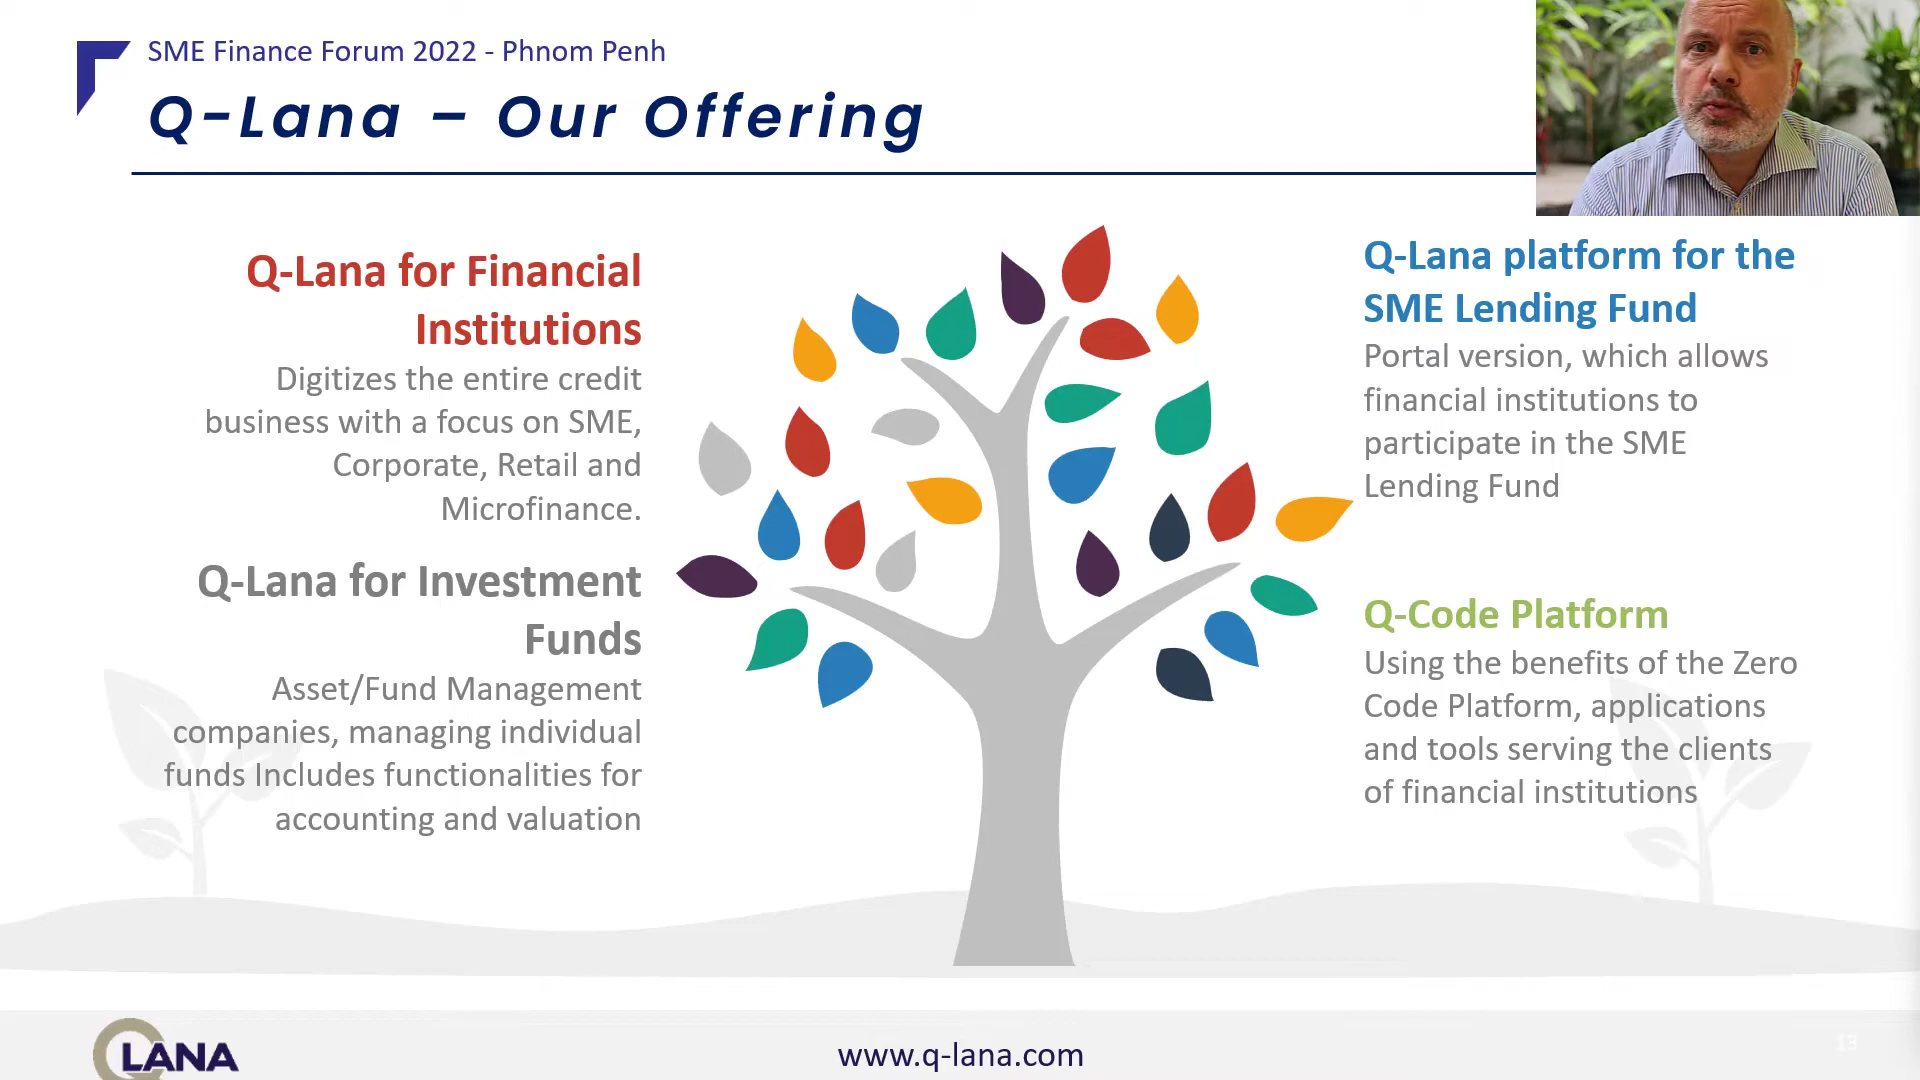 SME Finance Forum 2022 - Phnom Penh
Q-Lana – Our Offering
Q-Lana for Financial
Institutions
Digitizes the entire credit
business with a focus on SME,
Corporate, Retail and
Microfinance.
Q-Lana for Investment
Funds
Asset/Fund Management
companies, managing individual
funds Includes functionalities for
accounting and valuation
Q-Lana platform for the
SME Lending Fund
Portal version, which allows
financial institutions to
participate in the SME
Lending Fund
Q-Code Platform
Using the benefits of the Zero
Code Platform, applications
and tools serving the clients
of financial institutions
QLANA
www.q-lana.com
13